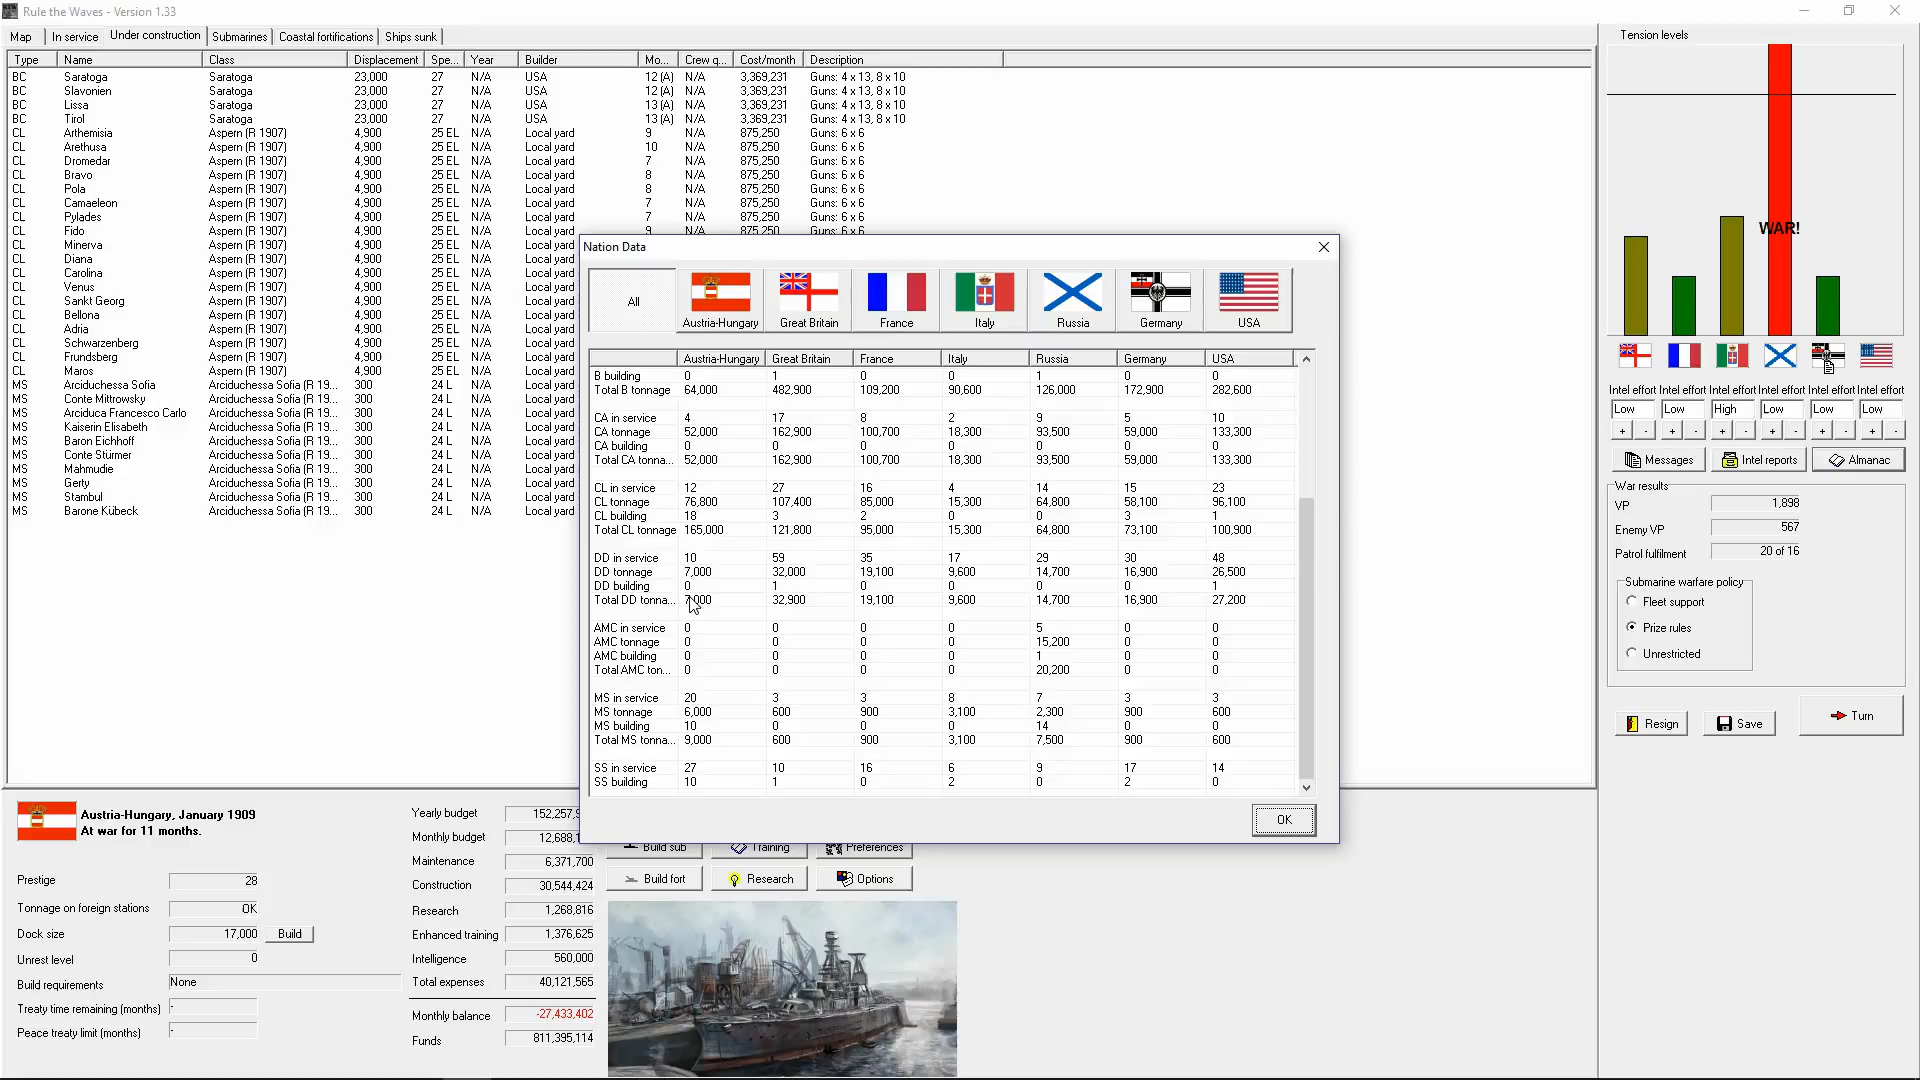 Rule the Waves - Version 1.33
Map In service Under construction Submarines Coastal fortifications Ships sunk
Type Name Class Displacement Spe... Year Builder Mo... Crew q... Cost/month Description
BC Saratoga Saratoga 23,000 27 N/A USA 12 (A) N/A 3,369,231 Guns: 4 x 13, 8 x 10
BC Slavonien Saratoga 23,000 27 N/A USA 12 (A) N/A 3,369,231 Guns: 4 x 13, 8 x 10
BC Lissa Saratoga 23,000 27 N/A USA 13 (A) N/A 3,369,231 Guns: 4 x 13, 8 x 10
BC Tirol Saratoga 23,000 27 N/A USA 13 (A) N/A 3,369,231 Guns: 4 x 13, 8 x 10
CL Arthemisia Aspern (R 1907) 4,900 25 EL N/A Local yard 9 N/A 875,250 Guns: 6 x 6
CL Arethusa Aspern (R 1907) 4,900 25 EL N/A Local yard 10 N/A 875,250 Guns: 6 x 6
CL Dromedar Aspern (R 1907) 4,900 25 EL N/A Local yard 7 N/A 875,250 Guns: 6 x 6
CL Bravo Aspern (R 1907) 4,900 25 EL N/A Local yard 8 N/A 875,250 Guns: 6 x 6
CL Pola Aspern (R 1907) 4,900 25 EL N/A Local yard 8 N/A 875,250 Guns: 6 x 6
CL Camaeleon Aspern (R 1907) 4,900 25 EL N/A Local yard 7 N/A 875,250 Guns: 6 x 6
CL Pylades Aspern (R 1907) 4,900 25 EL N/A Local yard 7 N/A 875,250 Guns: 6 x 6
CL Fido Aspern (R 1907) 4,900 25 EL N/A Local yard 9 N/A 875,250 Guns: 6 x 6
CL Minerva Aspern (R 1907) 4,900 25 EL N/A Local yard
CL Diana Aspern (R 1907) 4,900 25 EL N/A Local yard
CL Carolina Aspern (R 1907) 4,900 25 EL N/A Local yard
CL Venus Aspern (R 1907) 4,900 25 EL N/A Local yard
CL Sankt Georg Aspern (R 1907) 4,900 25 EL N/A Local yard
CL Bellona Aspern (R 1907) 4,900 25 EL N/A Local yard
CL Adria Aspern (R 1907) 4,900 25 EL N/A Local yard
CL Schwarzenberg Aspern (R 1907) 4,900 25 EL N/A Local yard
CL Frundsberg Aspern (R 1907) 4,900 25 EL N/A Local yard
CL Maros Aspern (R 1907) 4,900 25 EL N/A Local yard
MS Arciduchessa Sofia Arciduchessa Sofia (R 19... 300 24 L N/A Local yard
MS Conte Mittrowsky Arciduchessa Sofia (R 19... 300 24 L N/A Local yard
MS Arciduca Francesco Carlo Arciduchessa Sofia (R 19... 300 24 L N/A Local yard
MS Kaiserin Elisabeth Arciduchessa Sofia (R 19... 300 24 L N/A Local yard
MS Baron Eichhoff Arciduchessa Sofia (R 19... 300 24 L N/A Local yard
MS Conte Stürmer Arciduchessa Sofia (R 19... 300 24 L N/A Local yard
MS Mahmudie Arciduchessa Sofia (R 19... 300 24 L N/A Local yard
MS Gerty Arciduchessa Sofia (R 19... 300 24 L N/A Local yard
MS Stambul Arciduchessa Sofia (R 19... 300 24 L N/A Local yard
MS Barone Kübeck Arciduchessa Sofia (R 19... 300 24 L N/A Local yard
Nation Data
All Austria-Hungary Great Britain France Italy Russia Germany USA
Austria-Hungary Great Britain France Italy Russia Germany USA
B building 0 1 0 0 1 0 0
Total B tonnage 64,000 482,900 109,200 90,600 126,000 172,900 282,600
CA in service 4 17 8 2 9 5 10
CA tonnage 52,000 162,900 100,700 18,300 93,500 59,000 133,300
CA building 0 0 0 0 0 0 0
Total CA tonna... 52,000 162,900 100,700 18,300 93,500 59,000 133,300
CL in service 12 27 16 4 14 15 23
CL tonnage 76,800 107,400 85,000 15,300 64,800 58,100 96,100
CL building 18 3 2 0 0 3 1
Total CL tonnage 165,000 121,800 95,000 15,300 64,800 73,100 100,900
DD in service 10 59 35 17 29 30 48
DD tonnage 7,000 32,000 19,100 9,600 14,700 16,900 26,500
DD building 0 1 0 0 0 0 1
Total DD tonna... 7,000 32,900 19,100 9,600 14,700 16,900 27,200
AMC in service 0 0 0 0 5 0 0
AMC tonnage 0 0 0 0 15,200 0 0
AMC building 0 0 0 0 1 0 0
Total AMC ton... 0 0 0 0 20,200 0 0
MS in service 20 3 3 8 7 3 3
MS tonnage 6,000 600 900 3,100 2,300 900 600
MS building 10 0 0 0 14 0 0
Total MS tonna... 9,000 600 900 3,100 7,500 900 600
SS in service 27 10 16 6 9 17 14
SS building 10 1 0 2 0 2 0
OK
Tension levels
WAR!
Intel effort Intel effort Intel effort Intel effort Intel effort Intel effort
Low Low High Low Low Low
+ - + - + - + - + - + -
Messages Intel reports Almanac
War results
VP 1,898
Enemy VP 567
Patrol fulfilment 20 of 16
Submarine warfare policy
Fleet support
Prize rules
Unrestricted
Resign Save Turn
Austria-Hungary, January 1909
At war for 11 months.
Prestige 28
Tonnage on foreign stations OK
Dock size 17,000 Build
Unrest level 0
Build requirements None
Treaty time remaining (months) -
Peace treaty limit (months) -
Yearly budget
Monthly budget
Maintenance 6,371,700
Construction 30,544,424
Research 1,268,816
Enhanced training 1,376,625
Intelligence 560,000
Total expenses 40,121,565
Monthly balance -27,433,402
Funds 811,395,114
Build sub Training Preferences
Build fort Research Options